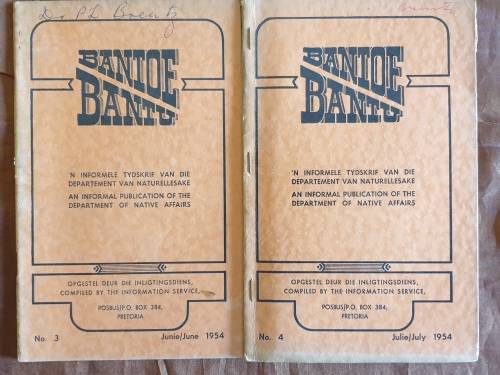 Dr PL Breutz
BANTOE
BANTU
'N INFORMELE TYDSKRIF VAN DIE
DEPARTEMENT VAN NATURELLESAKE
AN INFORMAL PUBLICATION OF THE
DEPARTMENT OF NATIVE AFFAIRS
OPGESTEL DEUR DIE INLIGTINGSDIENS,
COMPILED BY THE INFORMATION SERVICE,
POSBUS/P.O. BOX 384,
PRETORIA
No. 3 Junie/June 1954
BANTOE
BANTU
'N INFORMELE TYDSKRIF VAN DIE
DEPARTEMENT VAN NATURELLESAKE
AN INFORMAL PUBLICATION OF THE
DEPARTMENT OF NATIVE AFFAIRS
OPGESTEL DEUR DIE INLIGTINGSDIENS,
COMPILED BY THE INFORMATION SERVICE,
POSBUS/P.O. BOX 384,
PRETORIA
No. 4 Julie/July 1954